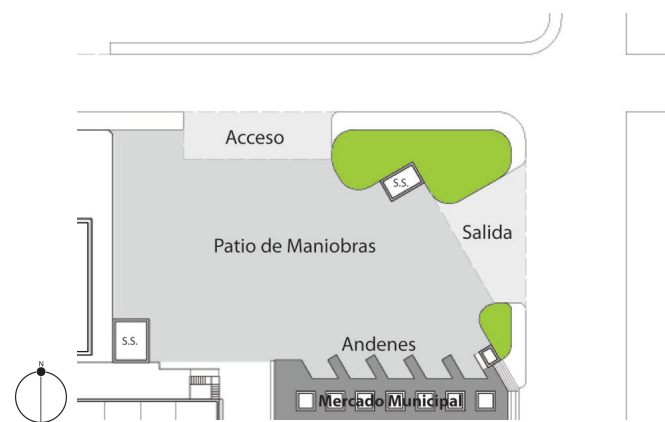 Acceso
S.S.
Salida
Patio de Maniobras
S.S.
Andenes
N
Mercado Municipal